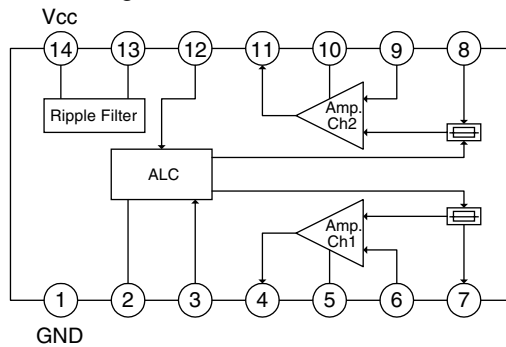 Vcc
14 13 12 11 10 9 8
Ripple Filter
Amp.
Ch2
ALC
Amp.
Ch1
1 2 3 4 5 6 7
GND